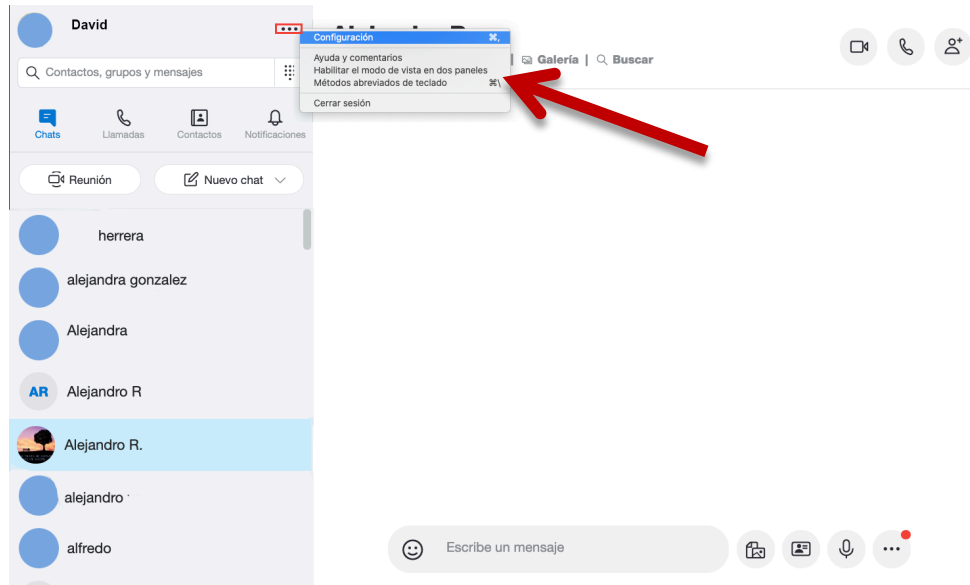 David
Configuración ⌘,
Ayuda y comentarios
Habilitar el modo de vista en dos paneles
Métodos abreviados de teclado ⌘\
Cerrar sesión
| Galería | Buscar
Contactos, grupos y mensajes
Chats Llamadas Contactos Notificaciones
Reunión Nuevo chat
herrera
alejandra gonzalez
Alejandra
AR Alejandro R
Alejandro R.
alejandro
alfredo
Escribe un mensaje